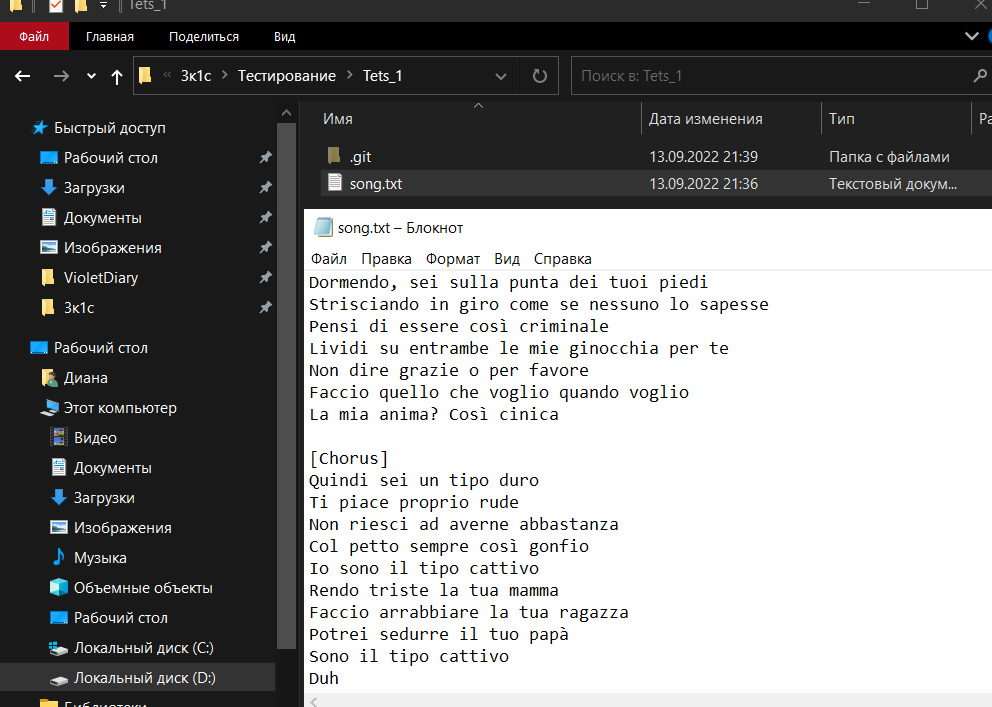 Tets_1
Файл Главная Поделиться Вид
« 3к1с › Тестирование › Tets_1
Поиск в: Tets_1
Имя Дата изменения Тип Ра
.git 13.09.2022 21:39 Папка с файлами
song.txt 13.09.2022 21:36 Текстовый докум...
Быстрый доступ
Рабочий стол
Загрузки
Документы
Изображения
VioletDiary
3к1с
Рабочий стол
Диана
Этот компьютер
Видео
Документы
Загрузки
Изображения
Музыка
Объемные объекты
Рабочий стол
Локальный диск (C:)
Локальный диск (D:)
Библиотеки
song.txt – Блокнот
Файл Правка Формат Вид Справка
Dormendo, sei sulla punta dei tuoi piedi
Strisciando in giro come se nessuno lo sapesse
Pensi di essere così criminale
Lividi su entrambe le mie ginocchia per te
Non dire grazie o per favore
Faccio quello che voglio quando voglio
La mia anima? Così cinica
[Chorus]
Quindi sei un tipo duro
Ti piace proprio rude
Non riesci ad averne abbastanza
Col petto sempre così gonfio
Io sono il tipo cattivo
Rendo triste la tua mamma
Faccio arrabbiare la tua ragazza
Potrei sedurre il tuo papà
Sono il tipo cattivo
Duh